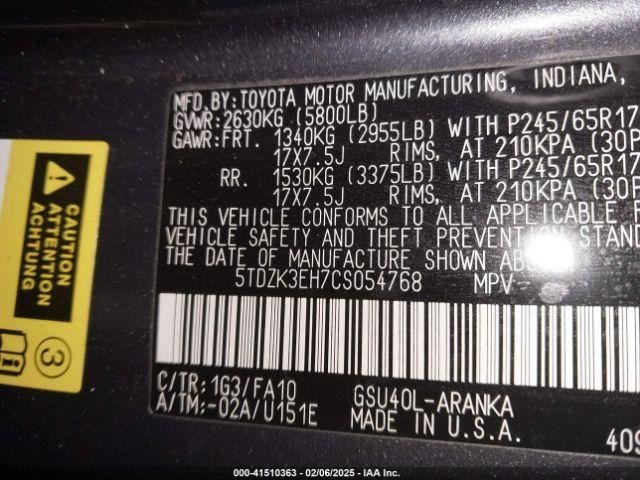 MFD.BY:TOYOTA MOTOR MANUFACTURING, INDIANA,
GVWR:2630KG (5800LB)
GAWR:FRT. 1340KG (2955LB) WITH P245/65R17
17X7.5J RIMS, AT 210KPA (30P
RR. 1530KG (3375LB) WITH P245/65R17
17X7.5J RIMS, AT 210KPA (30P
THIS VEHICLE CONFORMS TO ALL APPLICABLE
VEHICLE SAFETY AND THEFT PREVENTION STAND
THE DATE OF MANUFACTURE SHOWN ABOVE
5TDZK3EH7CS054768 MPV
C/TR:1G3/FA10 GSU40L-ARANKA
A/TM:-02A/U151E MADE IN U.S.A. 409
CAUTION
ATTENTION
ACHTUNG
3
000-41510363 — 02/06/2025 — IAA Inc.